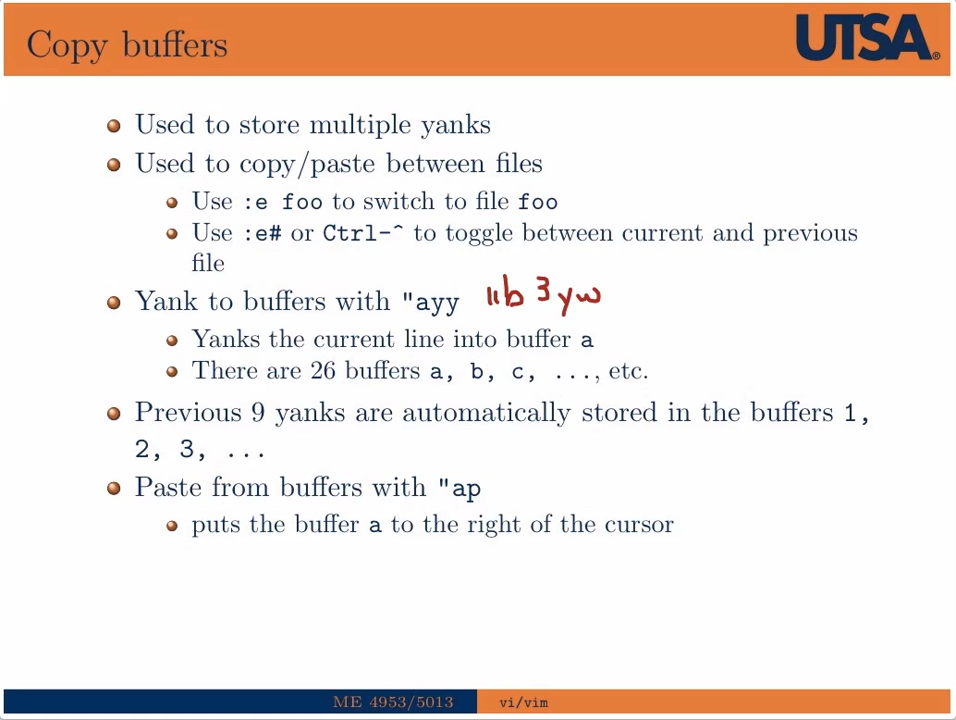 Copy buffers
UTSA®
Used to store multiple yanks
Used to copy/paste between files
Use :e foo to switch to file foo
Use :e# or Ctrl-^ to toggle between current and previous
file
Yank to buffers with "ayy "b 3yw
Yanks the current line into buffer a
There are 26 buffers a, b, c, ..., etc.
Previous 9 yanks are automatically stored in the buffers 1,
2, 3, ...
Paste from buffers with "ap
puts the buffer a to the right of the cursor
ME 4953/5013 vi/vim